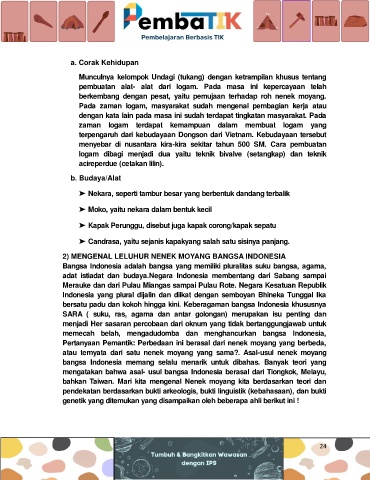 PembaTIK
Pembelajaran Berbasis TIK
a. Corak Kehidupan
Munculnya kelompok Undagi (tukang) dengan ketrampilan khusus tentang
pembuatan alat- alat dari logam. Pada masa ini kepercayaan telah
berkembang dengan pesat, yaitu pemujaan terhadap roh nenek moyang.
Pada zaman logam, masyarakat sudah mengenal pembagian kerja atau
dengan kata lain pada masa ini sudah terdapat tingkatan masyarakat. Pada
zaman logam terdapat kemampuan dalam membuat logam yang
terpengaruh dari kebudayaan Dongson dari Vietnam. Kebudayaan tersebut
menyebar di nusantara kira-kira sekitar tahun 500 SM. Cara pembuatan
logam dibagi menjadi dua yaitu teknik bivalve (setangkap) dan teknik
acireperdue (cetakan lilin).
b. Budaya/Alat
➤ Nekara, seperti tambur besar yang berbentuk dandang terbalik
➤ Moko, yaitu nekara dalam bentuk kecil
➤ Kapak Perunggu, disebut juga kapak corong/kapak sepatu
➤ Candrasa, yaitu sejenis kapakyang salah satu sisinya panjang.
2) MENGENAL LELUHUR NENEK MOYANG BANGSA INDONESIA
Bangsa Indonesia adalah bangsa yang memiliki pluralitas suku bangsa, agama,
adat istiadat dan budaya.Negara Indonesia membentang dari Sabang sampai
Merauke dan dari Pulau Miangas sampai Pulau Rote. Negara Kesatuan Republik
Indonesia yang plural dijalin dan diikat dengan semboyan Bhineka Tunggal Ika
bersatu padu dan kokoh hingga kini. Keberagaman bangsa Indonesia khususnya
SARA ( suku, ras, agama dan antar golongan) merupakan isu penting dan
menjadi Her sasaran percobaan dari oknum yang tidak bertanggungjawab untuk
memecah belah, mengadudomba dan menghancurkan bangsa Indonesia,
Pertanyaan Pemantik: Perbedaan ini berasal dari nenek moyang yang berbeda,
atau ternyata dari satu nenek moyang yang sama?. Asal-usul nenek moyang
bangsa Indonesia memang selalu menarik untuk dibahas. Banyak teori yang
mengatakan bahwa asal- usul bangsa Indonesia berasal dari Tiongkok, Melayu,
bahkan Taiwan. Mari kita mengenal Nenek moyang kita berdasarkan teori dan
pendekatan berdasarkan bukti arkeologis, bukti linguistik (kebahasaan), dan bukti
genetik yang ditemukan yang disampaikan oleh beberapa ahli berikut ini !
24
Tumbuh & Bangkitkan Wawasan
dengan IPS